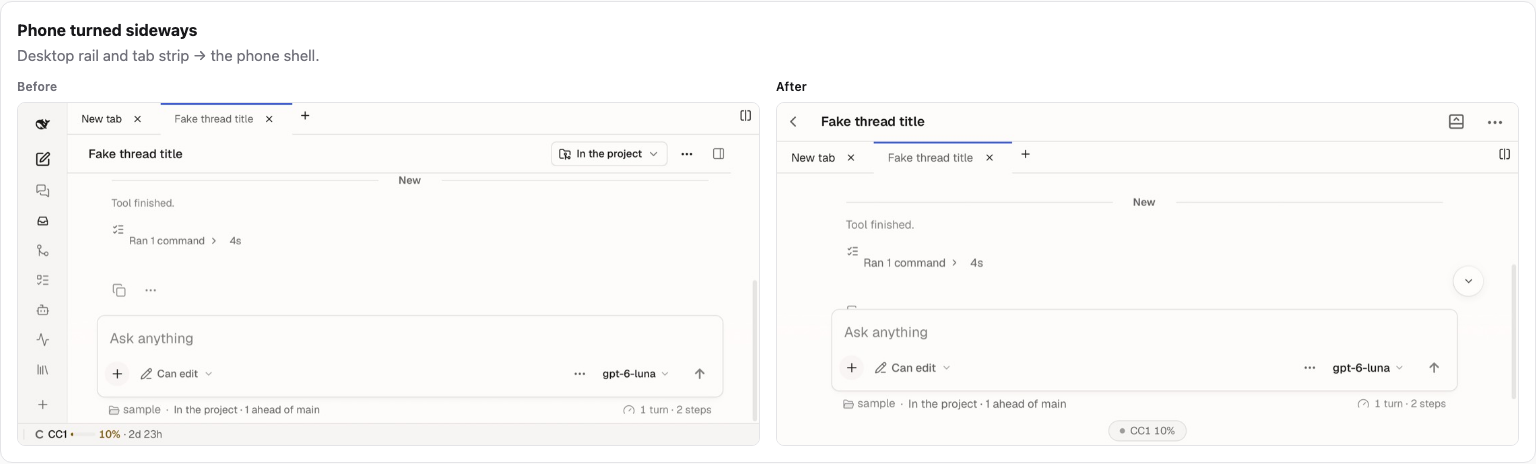 Phone turned sideways
Desktop rail and tab strip → the phone shell.
Before
New tab
Fake thread title
Fake thread title
In the project
New
Tool finished.
Ran 1 command 4s
Ask anything
Can edit
gpt-6-luna
sample · In the project · 1 ahead of main
1 turn · 2 steps
C CC1 10% · 2d 23h
After
Fake thread title
New tab
Fake thread title
New
Tool finished.
Ran 1 command 4s
Ask anything
Can edit
gpt-6-luna
sample · In the project · 1 ahead of main
1 turn · 2 steps
CC1 10%